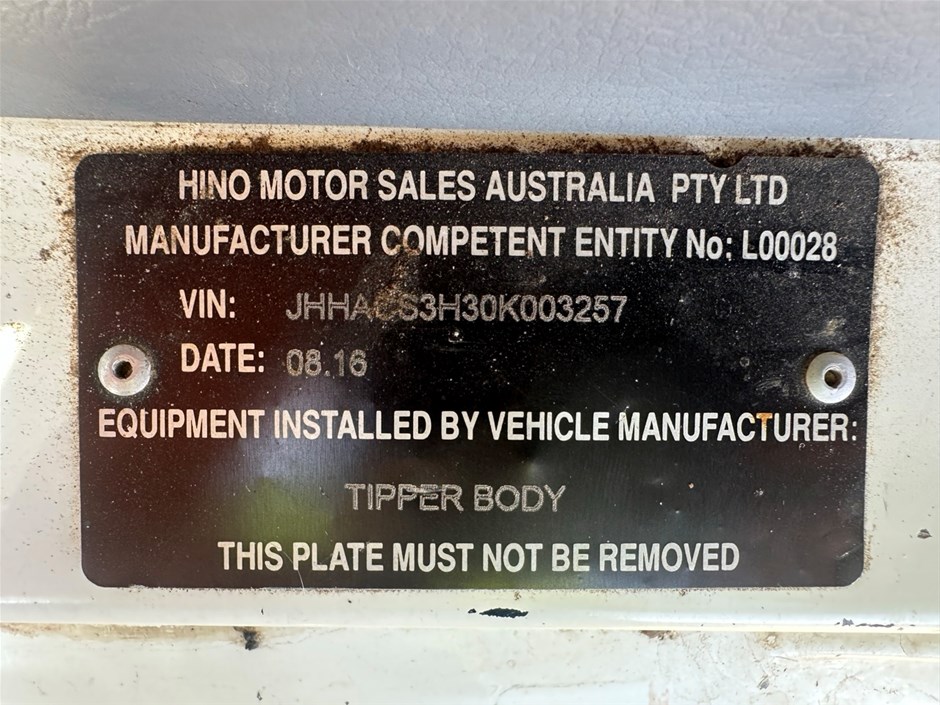 HINO MOTOR SALES AUSTRALIA PTY LTD
MANUFACTURER COMPETENT ENTITY No: L00028
VIN: JHHACS3H30K003257
DATE: 08.16
EQUIPMENT INSTALLED BY VEHICLE MANUFACTURER:
TIPPER BODY
THIS PLATE MUST NOT BE REMOVED